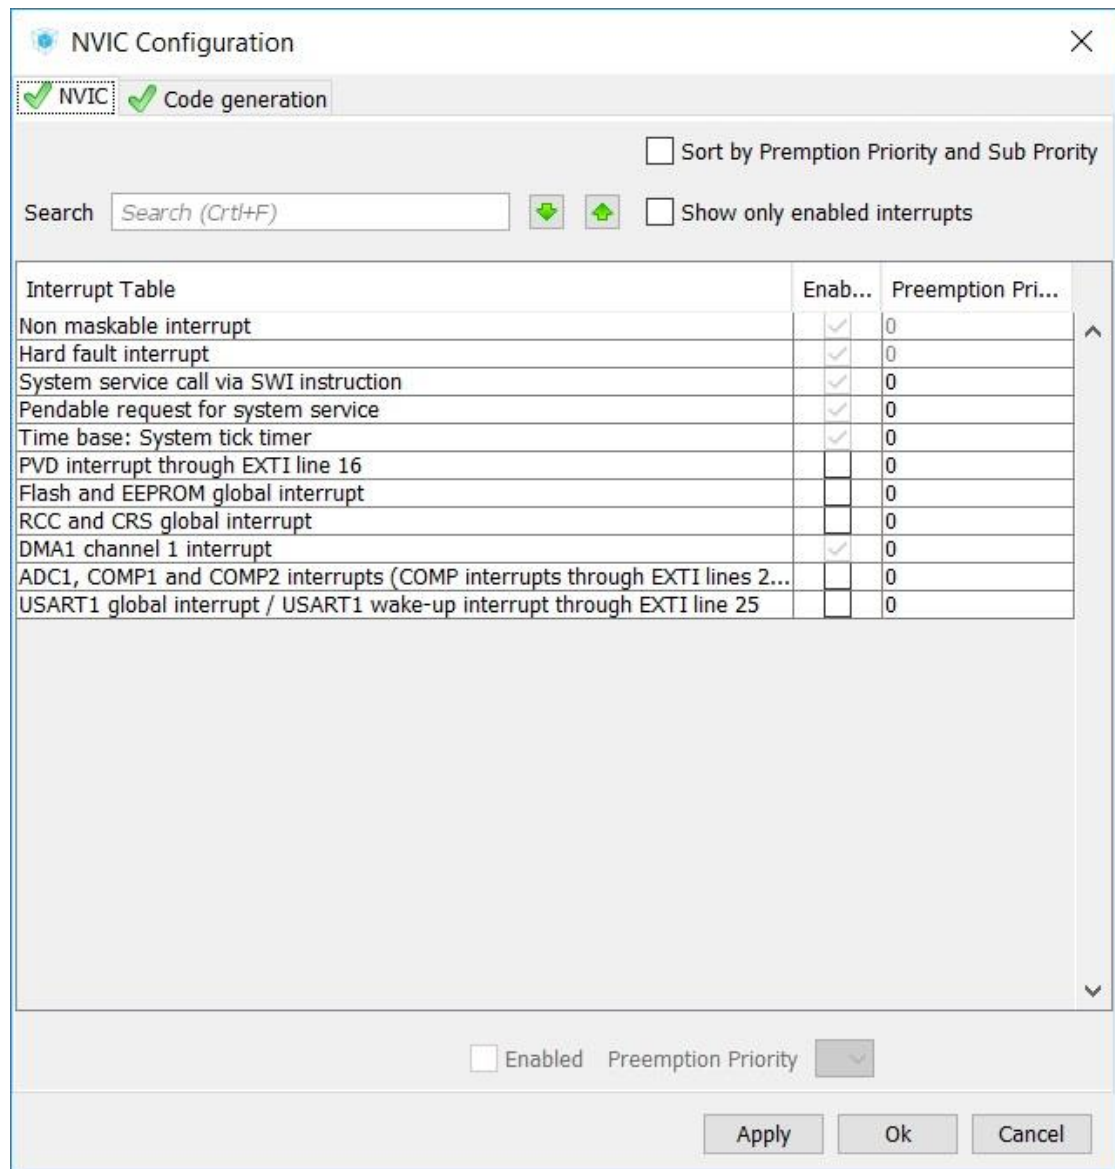 NVIC Configuration
NVIC Code generation
Sort by Premption Priority and Sub Prority
Search Search (Crtl+F) Show only enabled interrupts
Interrupt Table Enab... Preemption Pri...
Non maskable interrupt 0
Hard fault interrupt 0
System service call via SWI instruction 0
Pendable request for system service 0
Time base: System tick timer 0
PVD interrupt through EXTI line 16 0
Flash and EEPROM global interrupt 0
RCC and CRS global interrupt 0
DMA1 channel 1 interrupt 0
ADC1, COMP1 and COMP2 interrupts (COMP interrupts through EXTI lines 2... 0
USART1 global interrupt / USART1 wake-up interrupt through EXTI line 25 0
Enabled Preemption Priority
Apply Ok Cancel